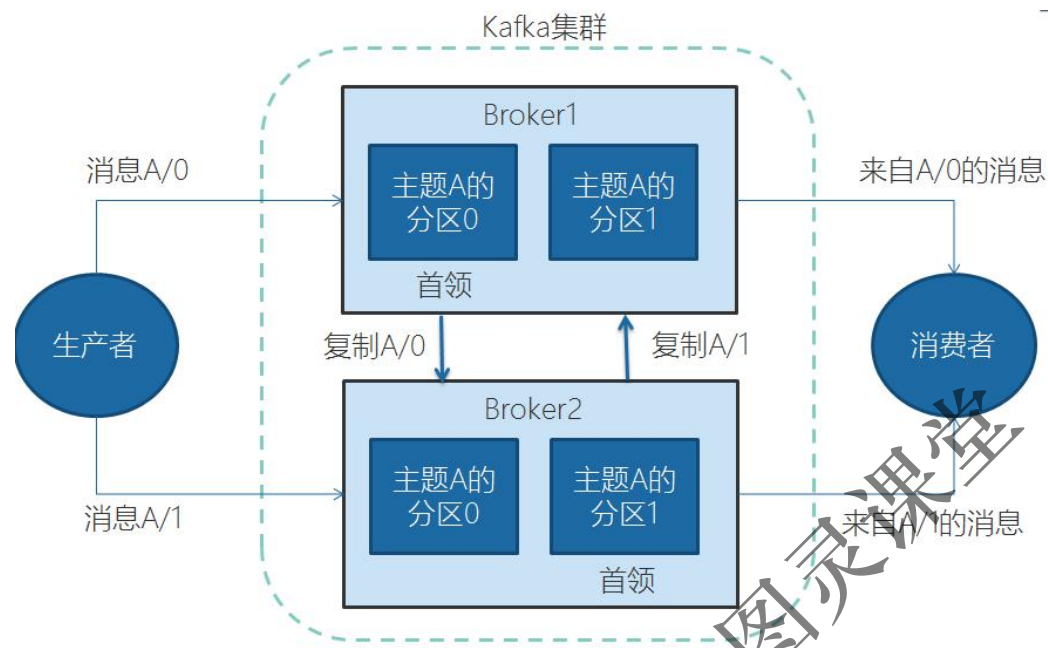 Kafka集群
Broker1
消息A/0
主题A的
分区0
主题A的
分区1
来自A/0的消息
首领
生产者
复制A/0
复制A/1
消费者
Broker2
主题A的
分区0
主题A的
分区1
消息A/1
来自A/1的消息
首领
图灵课堂